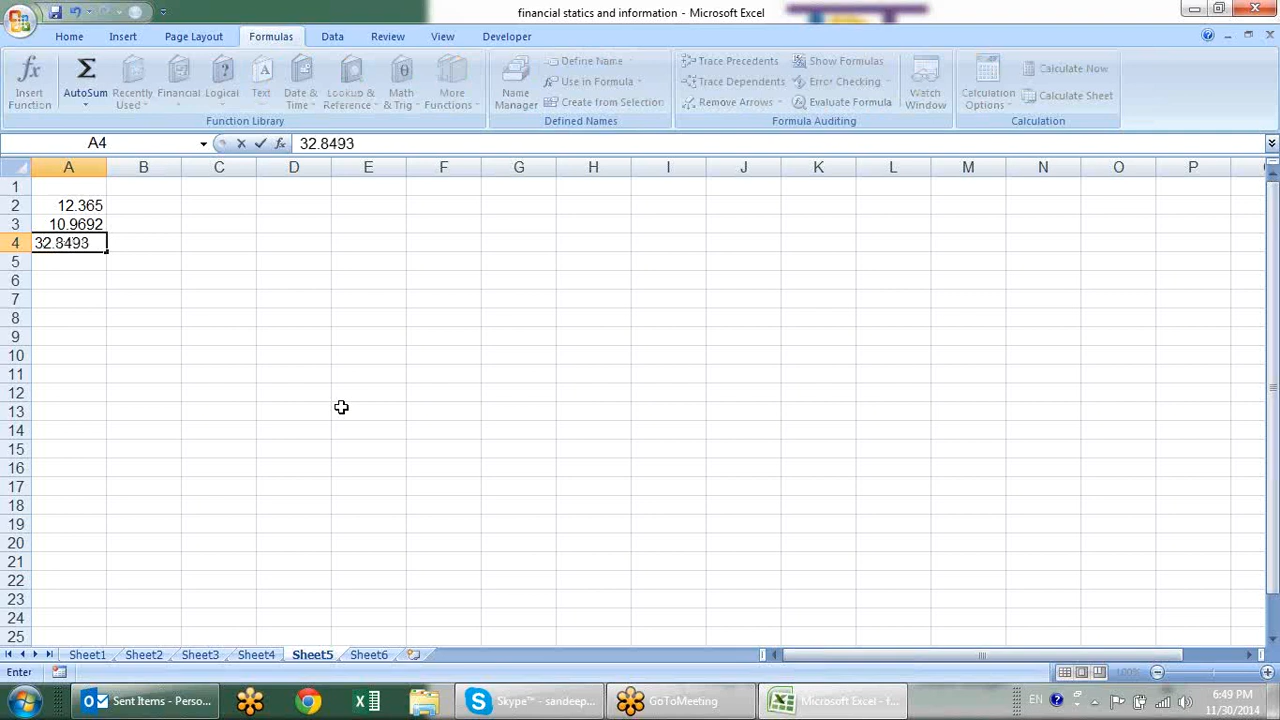 financial statics and information - Microsoft Excel
Home Insert Page Layout Formulas Data Review View Developer
fx Insert Function
Σ AutoSum
Recently Used
Financial
Logical
Text
Date & Time
Lookup & Reference
Math & Trig
More Functions
Function Library
Name Manager
Define Name
Use in Formula
Create from Selection
Defined Names
Trace Precedents
Trace Dependents
Remove Arrows
Show Formulas
Error Checking
Evaluate Formula
Formula Auditing
Watch Window
Calculation Options
Calculate Now
Calculate Sheet
Calculation
A4 fx 32.8493
A B C D E F G H I J K L M N O P
1
2 12.365
3 10.9692
4 32.8493
5
6
7
8
9
10
11
12
13
14
15
16
17
18
19
20
21
22
23
24
25
Sheet1 Sheet2 Sheet3 Sheet4 Sheet5 Sheet6
Enter 100%
Sent Items - Perso... Skype™ - sandeep... GoToMeeting Microsoft Excel - f... EN 6:49 PM
11/30/2014